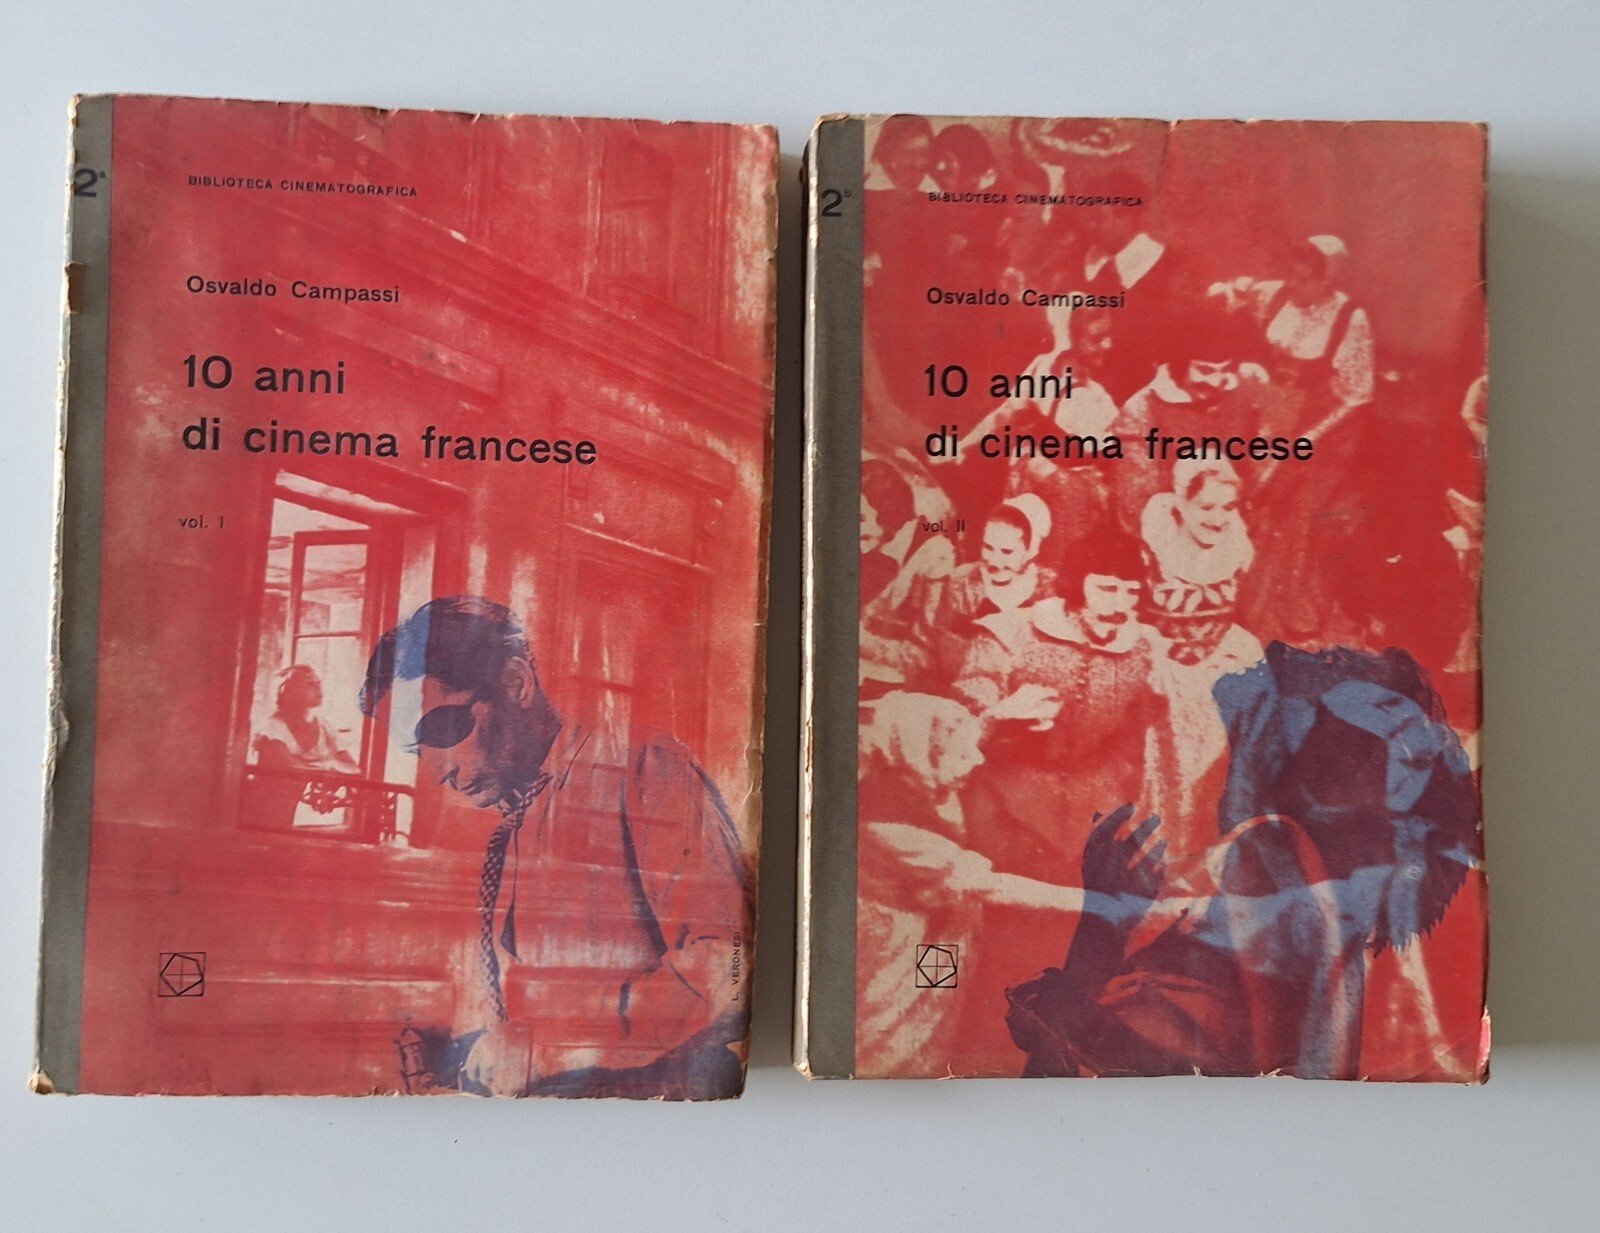 2ª
BIBLIOTECA CINEMATOGRAFICA
Osvaldo Campassi
10 anni
di cinema francese
vol. I
L. VERONESI
2b
BIBLIOTECA CINEMATOGRAFICA
Osvaldo Campassi
10 anni
di cinema francese
vol. II